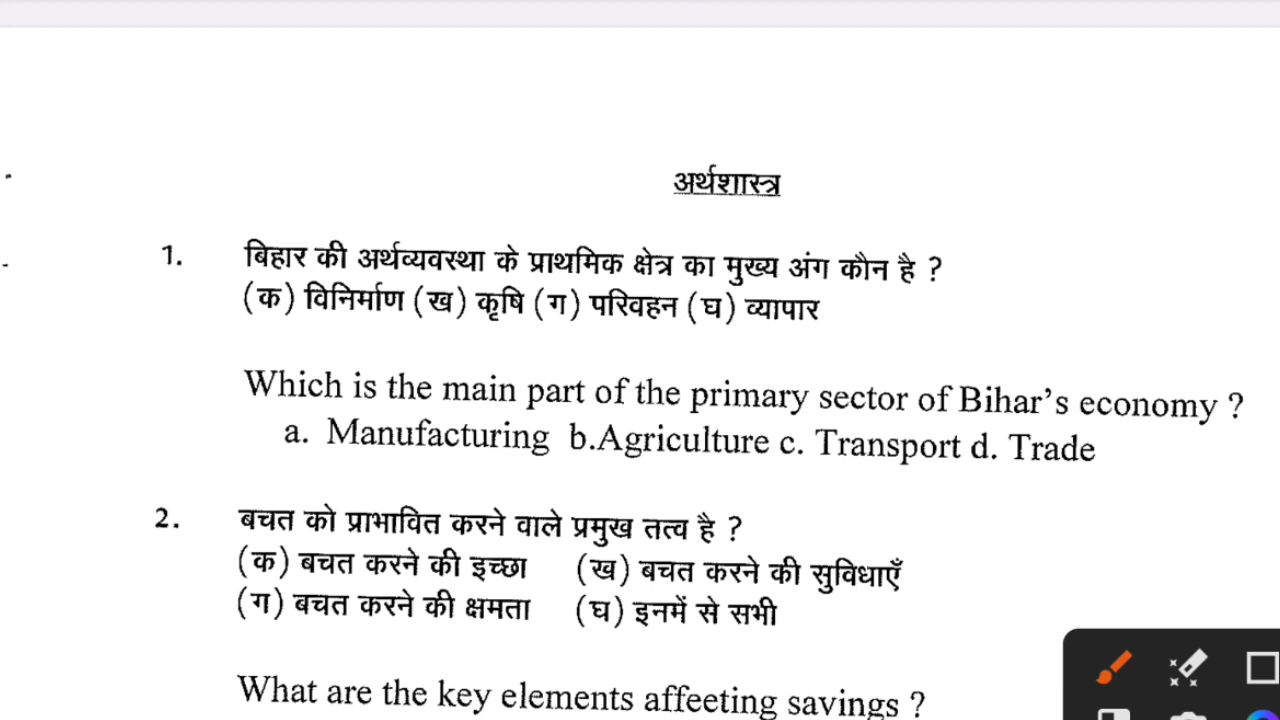 अर्थशास्त्र
1. बिहार की अर्थव्यवस्था के प्राथमिक क्षेत्र का मुख्य अंग कौन है ?
(क) विनिर्माण (ख) कृषि (ग) परिवहन (घ) व्यापार
Which is the main part of the primary sector of Bihar's economy ?
a. Manufacturing b.Agriculture c. Transport d. Trade
2. बचत को प्राभावित करने वाले प्रमुख तत्व है ?
(क) बचत करने की इच्छा (ख) बचत करने की सुविधाएँ
(ग) बचत करने की क्षमता (घ) इनमें से सभी
What are the key elements affeeting savings ?